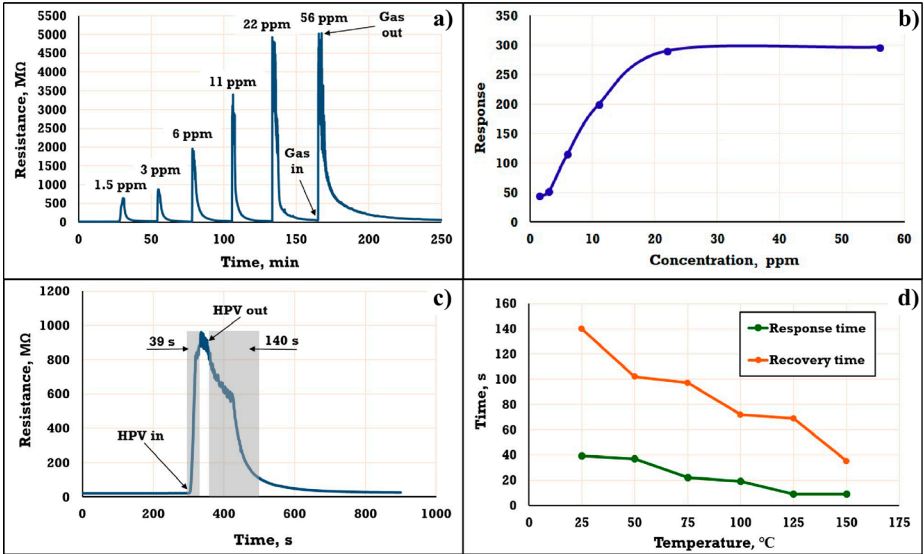 a)
5500
5000
4500
4000
3500
3000
2500
2000
1500
1000
500
0
Resistance, MΩ
1.5 ppm
3 ppm
6 ppm
11 ppm
22 ppm
56 ppm
Gas
out
Gas
in
0 50 100 150 200 250
Time, min
b)
350
300
250
200
150
100
50
0
Response
0 10 20 30 40 50 60
Concentration, ppm
c)
1200
1000
800
600
400
200
0
Resistance, MΩ
HPV out
39 s
140 s
HPV in
0 200 400 600 800 1000
Time, s
d)
160
140
120
100
80
60
40
20
0
Time, s
Response time
Recovery time
0 25 50 75 100 125 150 175
Temperature, °C